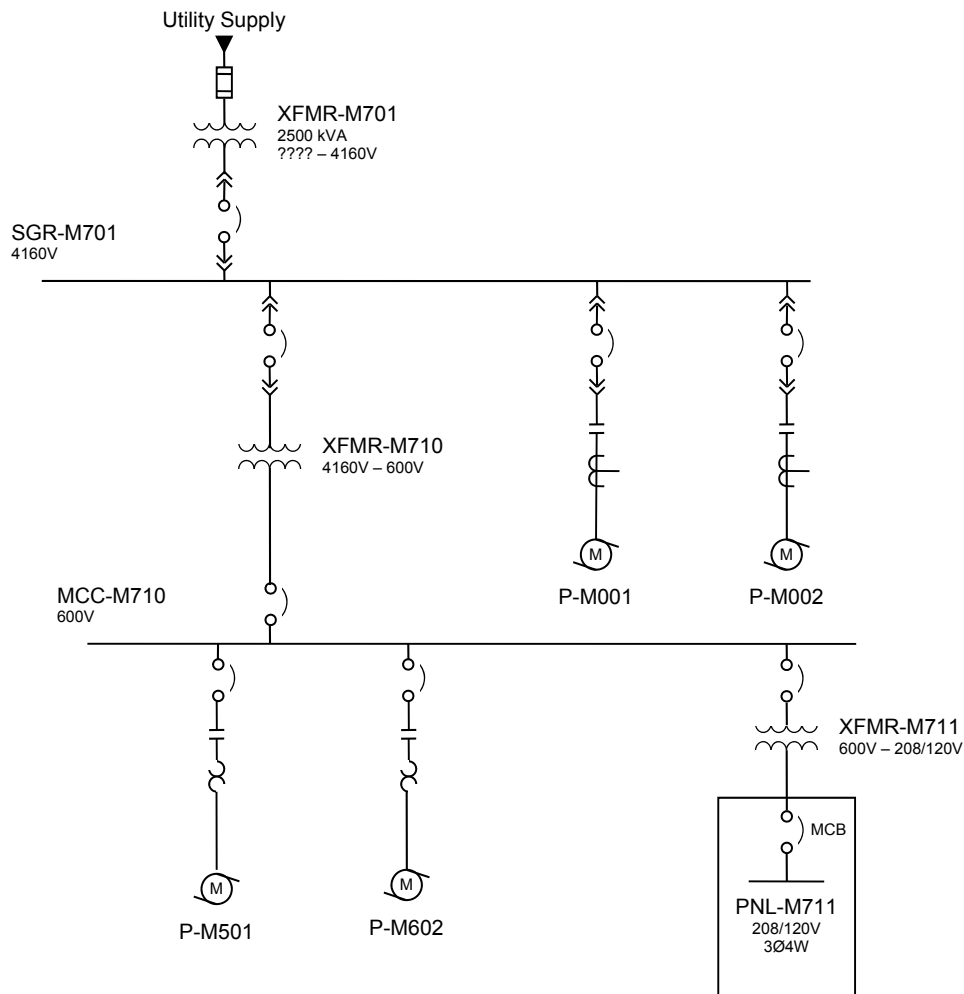 Utility Supply
XFMR-M701
2500 kVA
???? – 4160V
SGR-M701
4160V
XFMR-M710
4160V – 600V
M
M
P-M001
P-M002
MCC-M710
600V
XFMR-M711
600V – 208/120V
MCB
M
M
P-M501
P-M602
PNL-M711
208/120V
3Ø4W